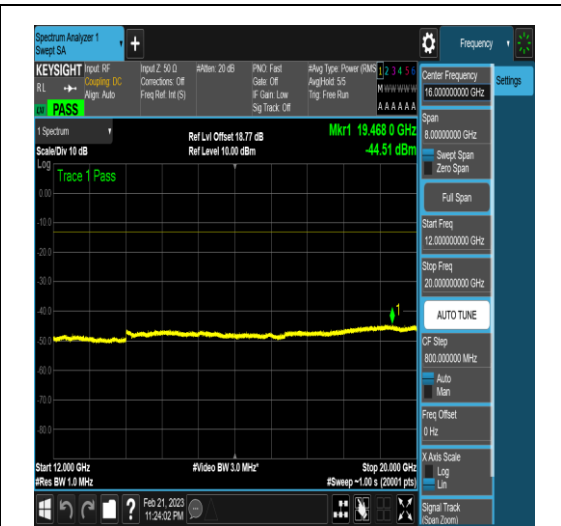 Spectrum Analyzer 1
Swept SA
+
Frequency
KEYSIGHT
Input: RF
Input Z: 50 Ω
#Atten: 20 dB
PNO: Fast
#Avg Type: Power (RMS
1 2 3 4 5 6
RL
Coupling: DC
Corrections: Off
Gate: Off
Avg|Hold: 5/5
M W W W W W
Align: Auto
Freq Ref: Int (S)
IF Gain: Low
Trig: Free Run
Sig Track: Off
A A A A A A
PASS
1 Spectrum
Ref Lvl Offset 18.77 dB
Mkr1 19.468 0 GHz
Scale/Div 10 dB
Ref Level 10.00 dBm
-44.51 dBm
Log
Trace 1 Pass
0.00
-10.0
-20.0
-30.0
-40.0
1
-50.0
-60.0
-70.0
-80.0
Start 12.000 GHz
#Video BW 3.0 MHz*
Stop 20.000 GHz
#Res BW 1.0 MHz
#Sweep ~1.00 s (20001 pts)
?
Feb 21, 2023
11:24:02 PM
Center Frequency
16.000000000 GHz
Settings
Span
8.00000000 GHz
Swept Span
Zero Span
Full Span
Start Freq
12.000000000 GHz
Stop Freq
20.000000000 GHz
AUTO TUNE
CF Step
800.000000 MHz
Auto
Man
Freq Offset
0 Hz
X Axis Scale
Log
Lin
Signal Track
(Span Zoom)